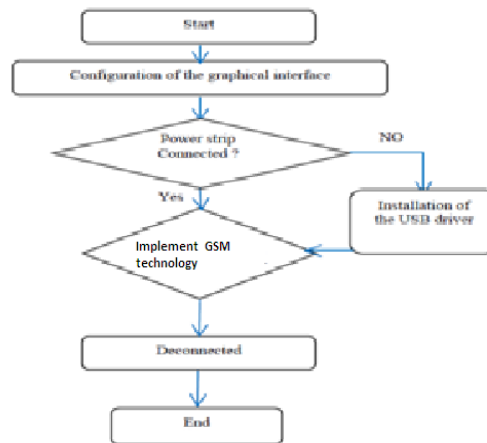 Start
Configuration of the graphical interface
Power strip
Connected ?
NO
Yes
Installation of
the USB driver
Implement GSM
technology
Deconnected
End